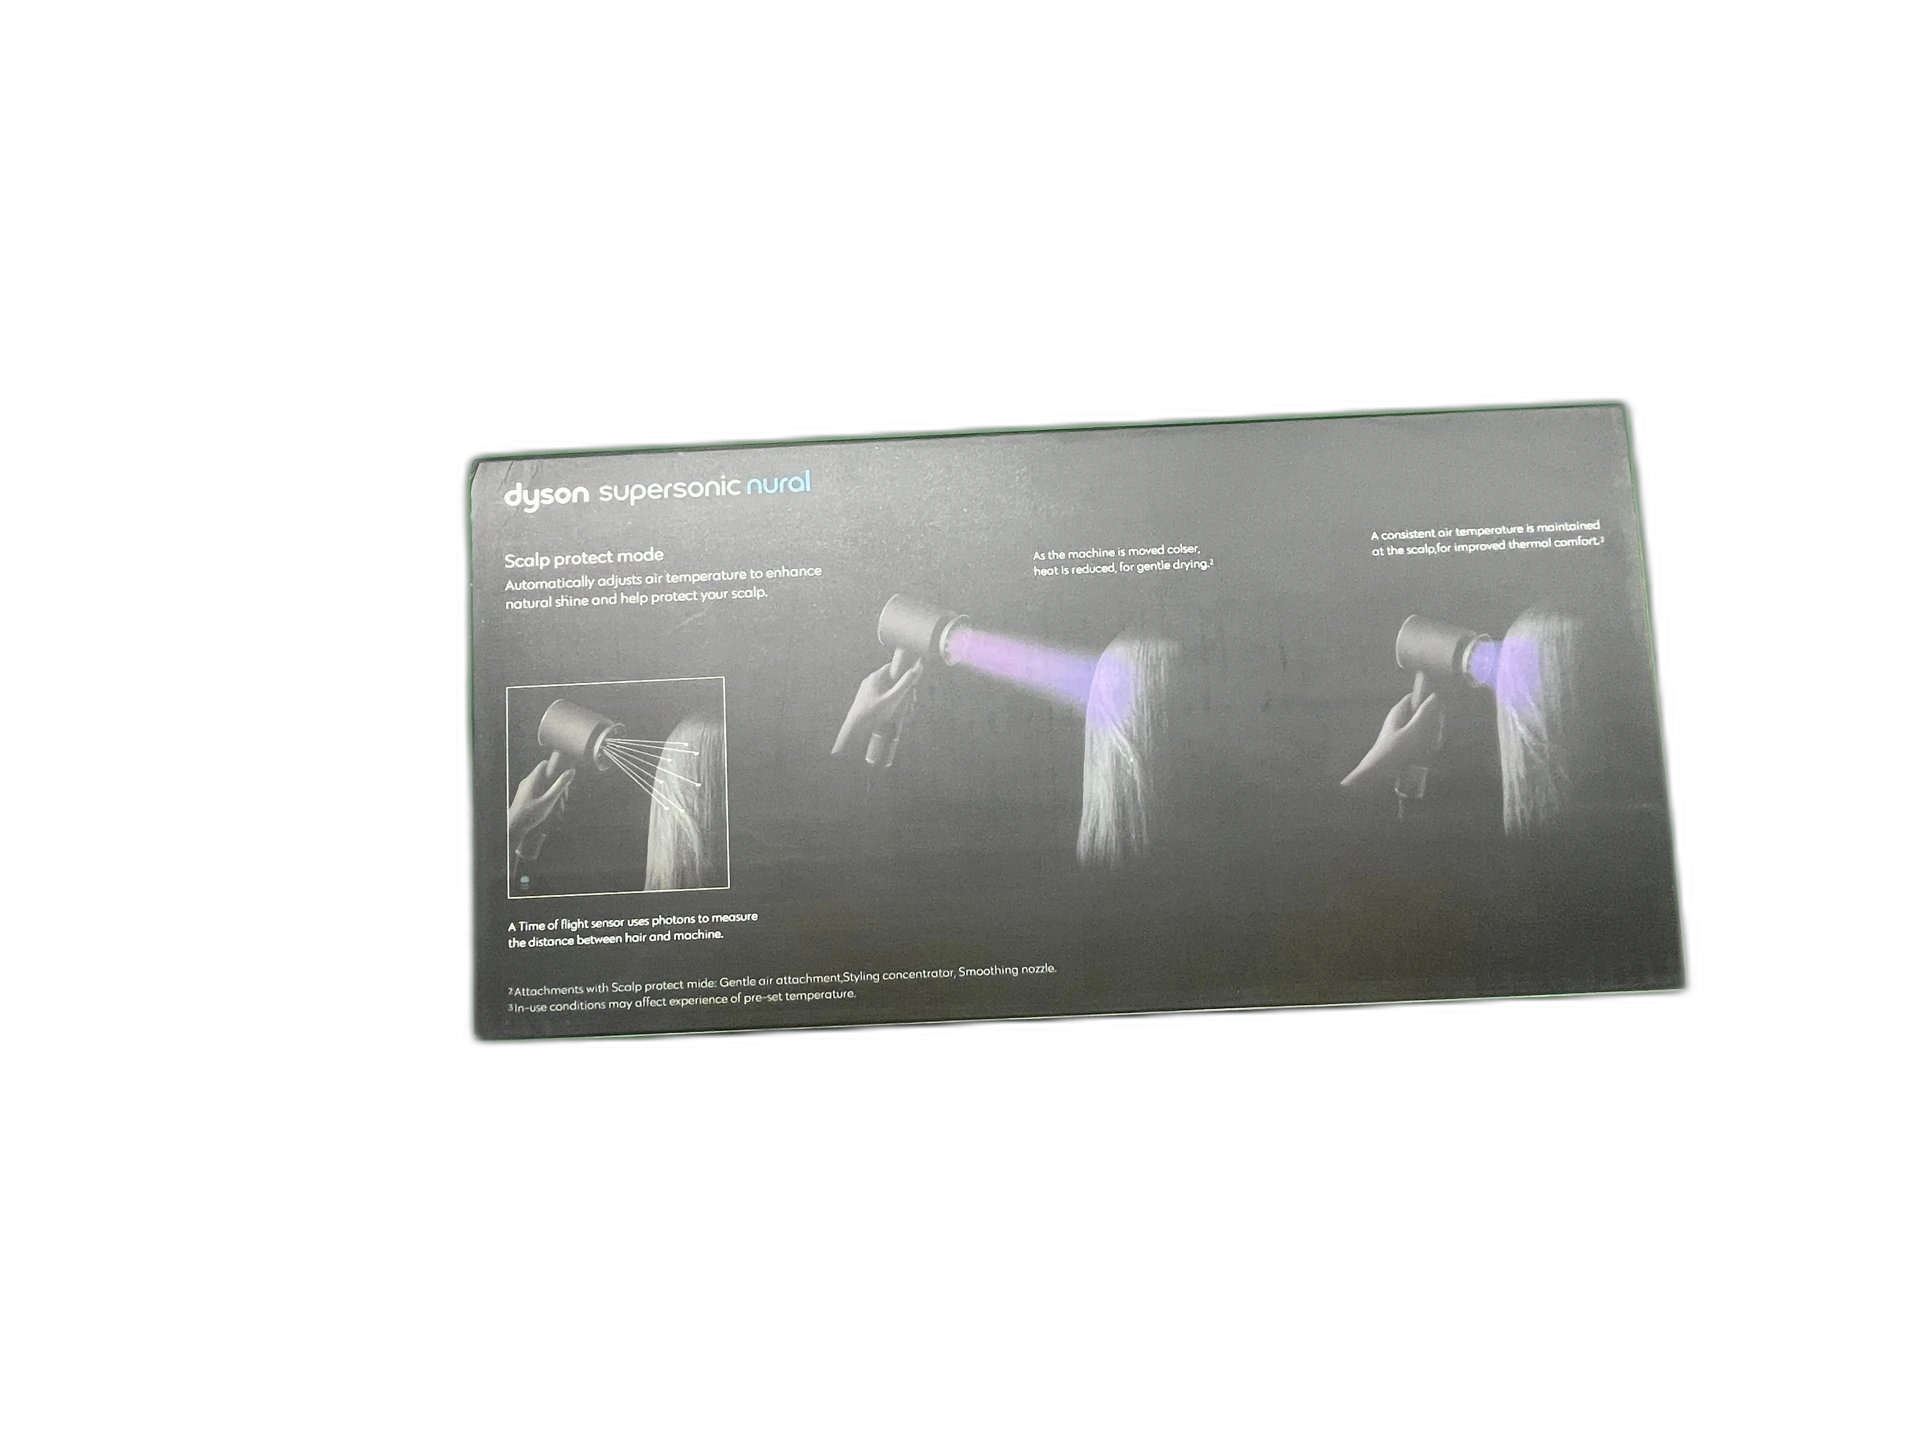 dyson supersonic nural
Scalp protect mode
Automatically adjusts air temperature to enhance
natural shine and help protect your scalp.
As the machine is moved colser,
heat is reduced, for gentle drying.²
A consistent air temperature is maintained
at the scalp,for improved thermal comfort.³
A Time of flight sensor uses photons to measure
the distance between hair and machine.
²Attachments with Scalp protect mide: Gentle air attachment,Styling concentrator, Smoothing nozzle.
³In-use conditions may affect experience of pre-set temperature.